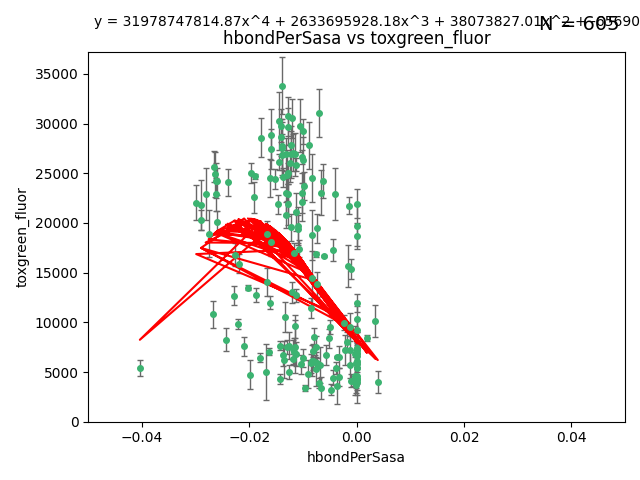 y = 31978747814.87x^4 + 2633695928.18x^3 + 38073827.01x^2 +
N = 605
hbondPerSasa vs toxgreen_fluor
35000
30000
25000
20000
15000
10000
5000
0
toxgreen_fluor
−0.04
−0.02
0.00
0.02
0.04
hbondPerSasa